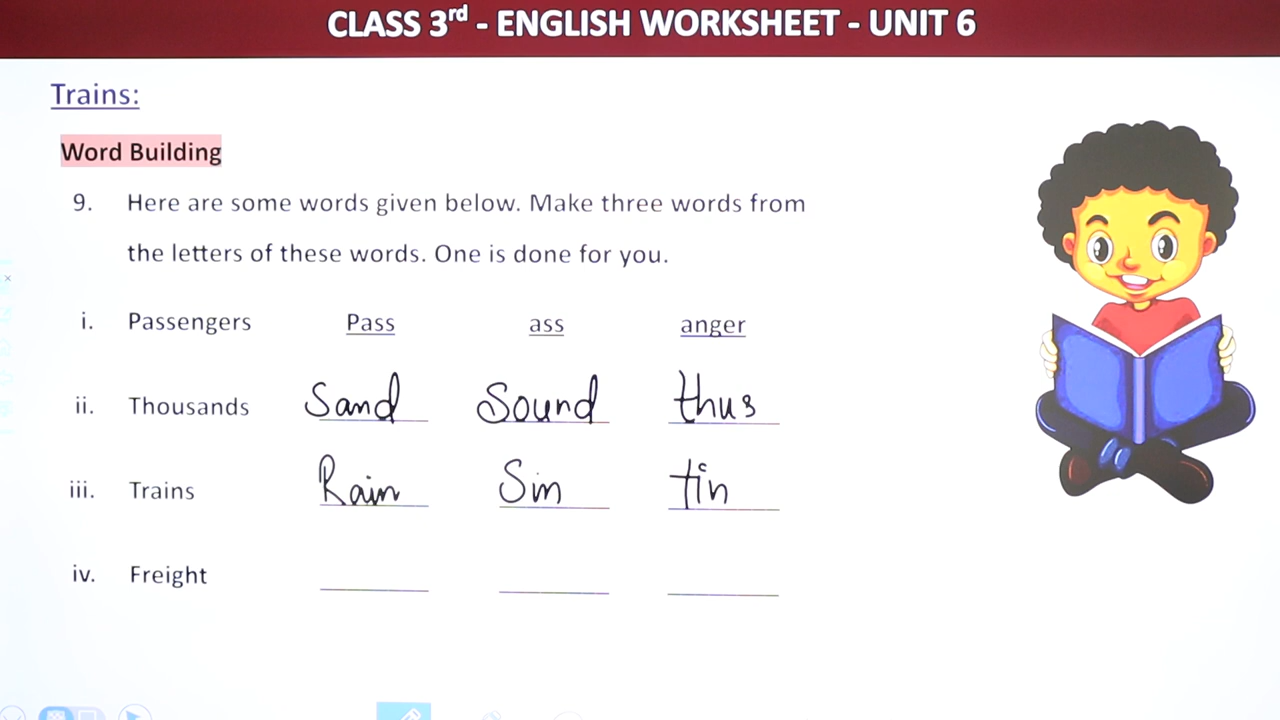 CLASS 3rd - ENGLISH WORKSHEET - UNIT 6
Trains:
Word Building
9. Here are some words given below. Make three words from
the letters of these words. One is done for you.
i. Passengers Pass ass anger
ii. Thousands Sand Sound thus
iii. Trains Rain Sin tin
iv. Freight